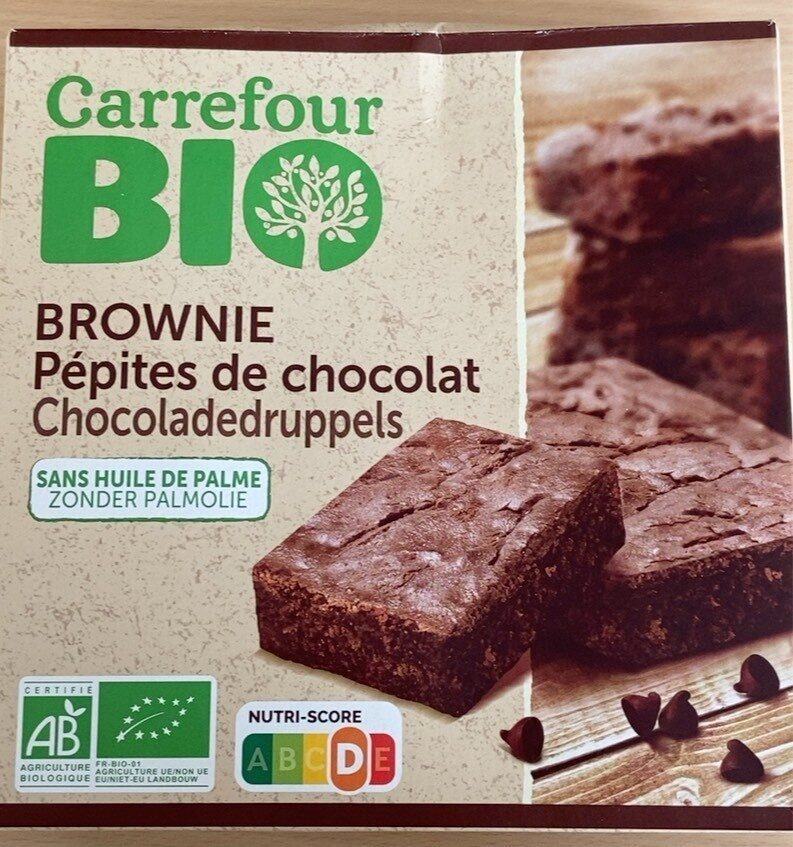 Carrefour
BIO
BROWNIE
Pépites de chocolat
Chocoladedruppels
SANS HUILE DE PALME
ZONDER PALMOLIE
CERTIFIÉ
AB
AGRICULTURE
BIOLOGIQUE
FR-BIO-01
AGRICULTURE UE/NON UE
EU/NIET-EU LANDBOUW
NUTRI-SCORE
A B C D E